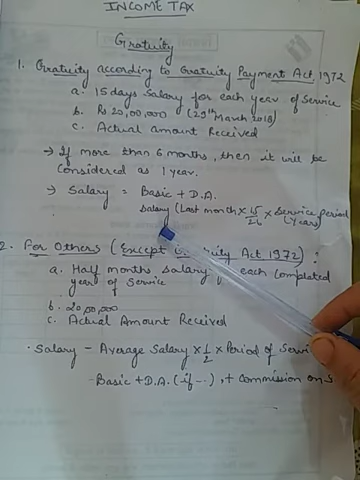 INCOME TAX
Gratuity
1. Gratuity according to Gratuity Payment Act, 1972
a. 15 days Salary for each year of Service
b. Rs 20,00,000 (29th March 2018)
c. Actual amount Received
→ If more than 6 months, then it will be
considered as 1 year.
→ Salary = Basic + D.A.
Salary (Last month × 15/26 × Service Period
(Years)
2. For Others (Except Act 1972) :
a. Half months Salary each Completed
year of Service
b. 20,00,000
c. Actual Amount Received
Salary - Average Salary × 1/2 × Period of
- Basic + D.A. (if --), + Commission on